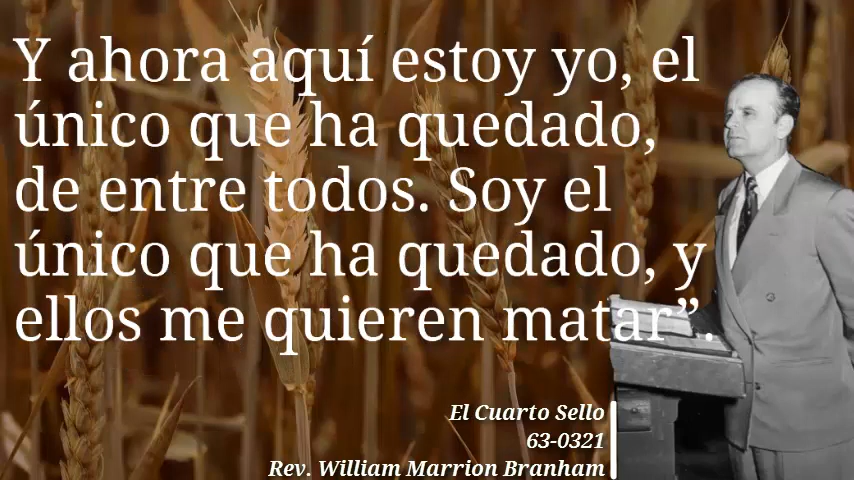 Y ahora aquí estoy yo, el
único que ha quedado,
de entre todos. Soy el
único que ha quedado, y
ellos me quieren matar”.
El Cuarto Sello
63-0321
Rev. William Marrion Branham